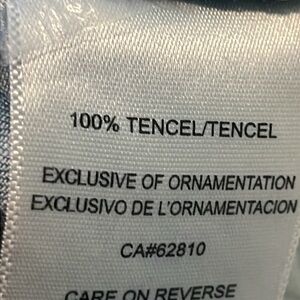 100% TENCEL/TENCEL
EXCLUSIVE OF ORNAMENTATION
EXCLUSIVO DE L'ORNAMENTACION
CA#62810
CARE ON REVERSE